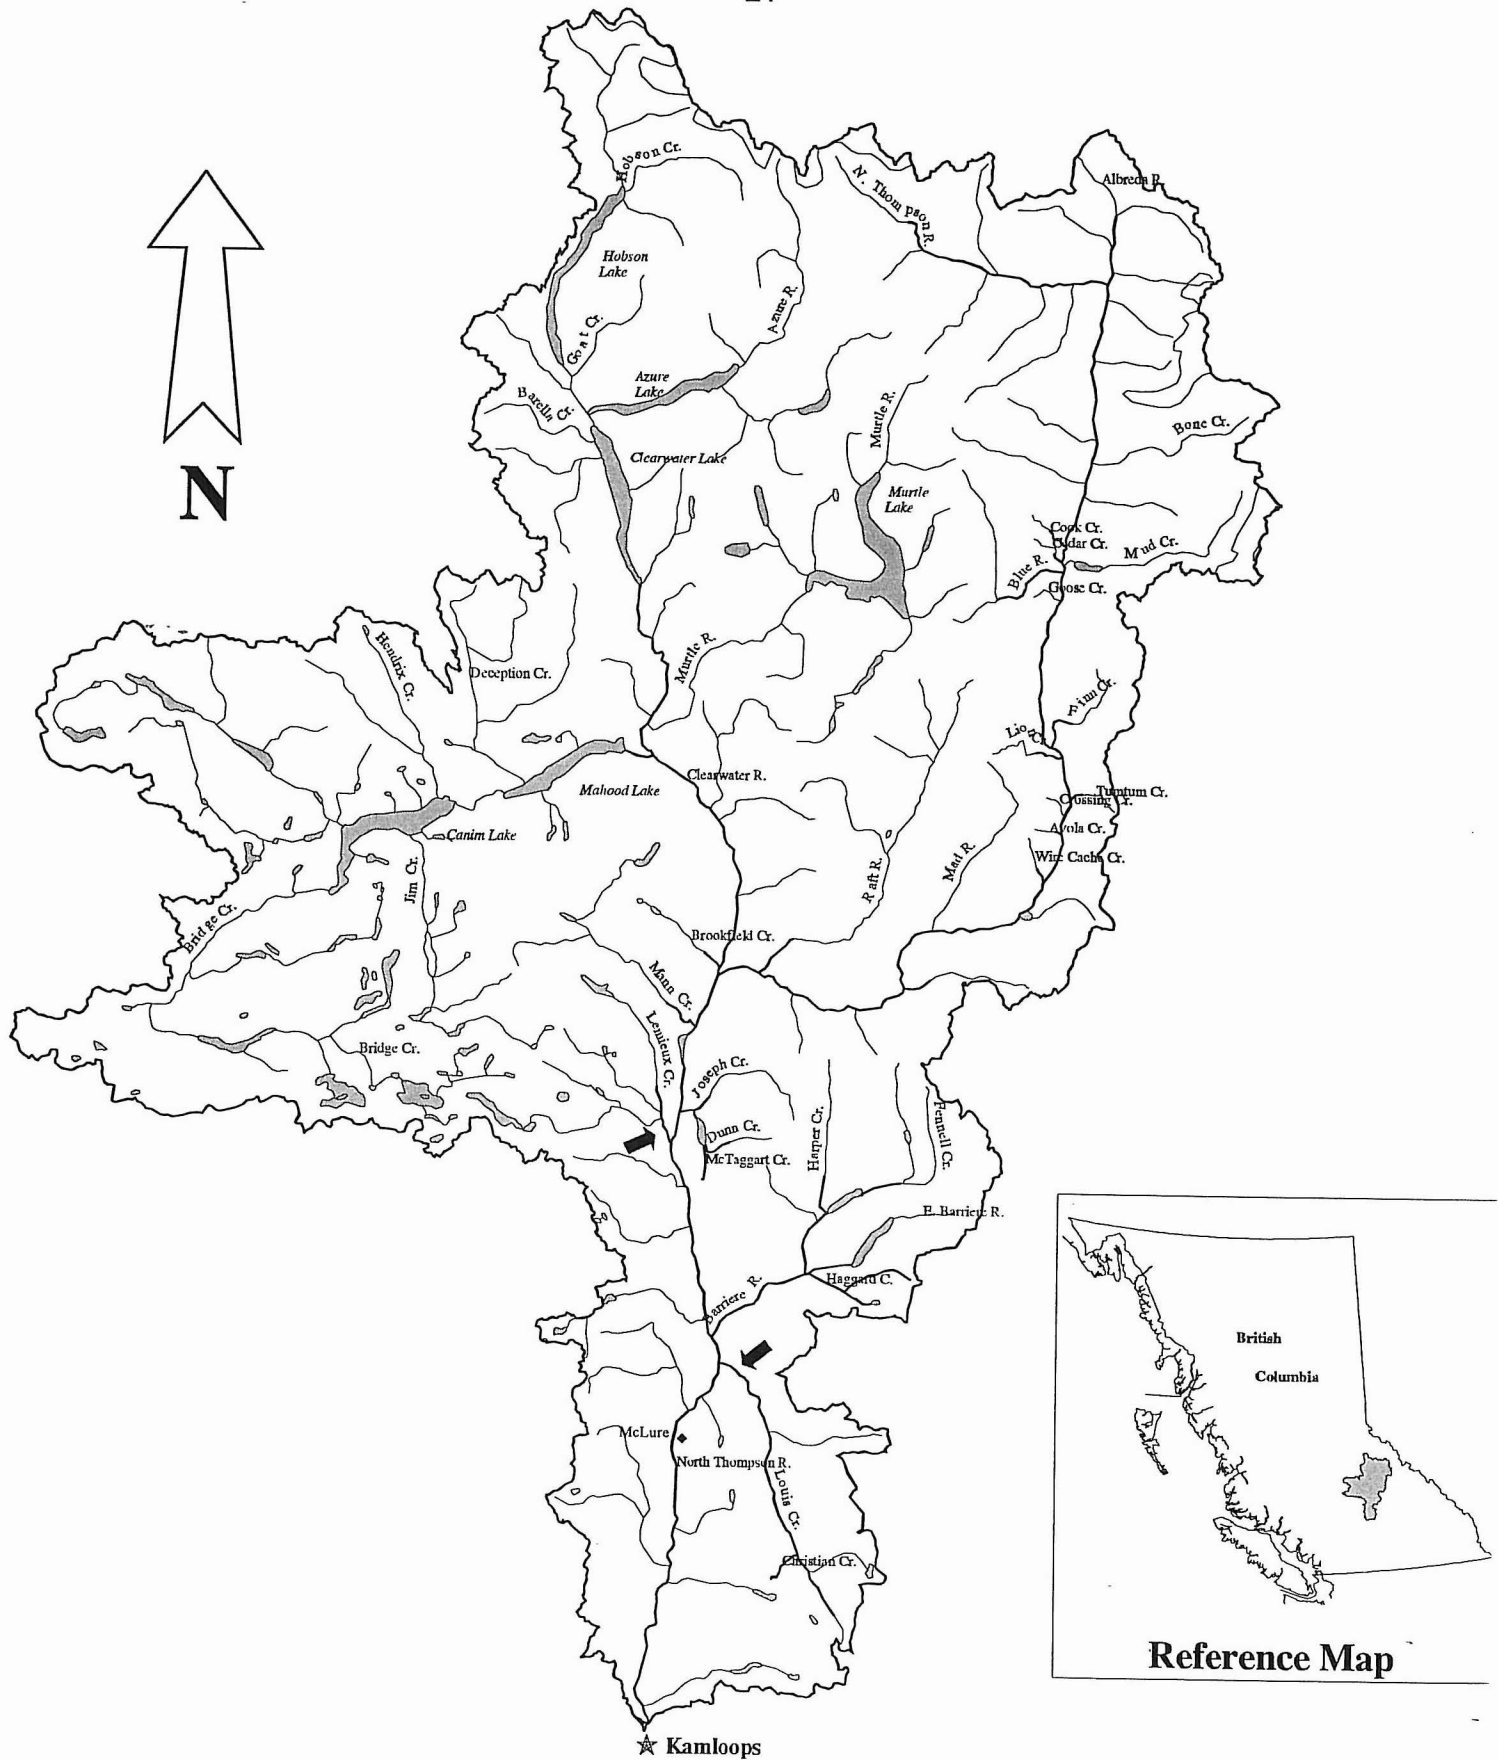 Hobson Cr.
N. Thompson R.
Albreda R.
Hobson
Lake
Goat Cr.
Azure R.
Azure
Lake
Barella Cr.
Murtle R.
Bone Cr.
Clearwater Lake
Murtle
Lake
N
Cook Cr.
Cedar Cr.
Mud Cr.
Blue R.
Goose Cr.
Hendrix Cr.
Deception Cr.
Murtle R.
Finn Cr.
Lion Cr.
Clearwater R.
Mahood Lake
Tumtum Cr.
Crossing Cr.
Canim Lake
Avola Cr.
Wire Cache Cr.
Jim Cr.
Raft R.
Mad R.
Bridge Cr.
Brookfield Cr.
Mann Cr.
Lemieux Cr.
Bridge Cr.
Joseph Cr.
Dunn Cr.
McTaggart Cr.
Harper Cr.
Fennell Cr.
E. Barriere R.
Haggard C.
Barriere R.
McLure
North Thompson R.
Louis Cr.
Christian Cr.
British
Columbia
Reference Map
Kamloops